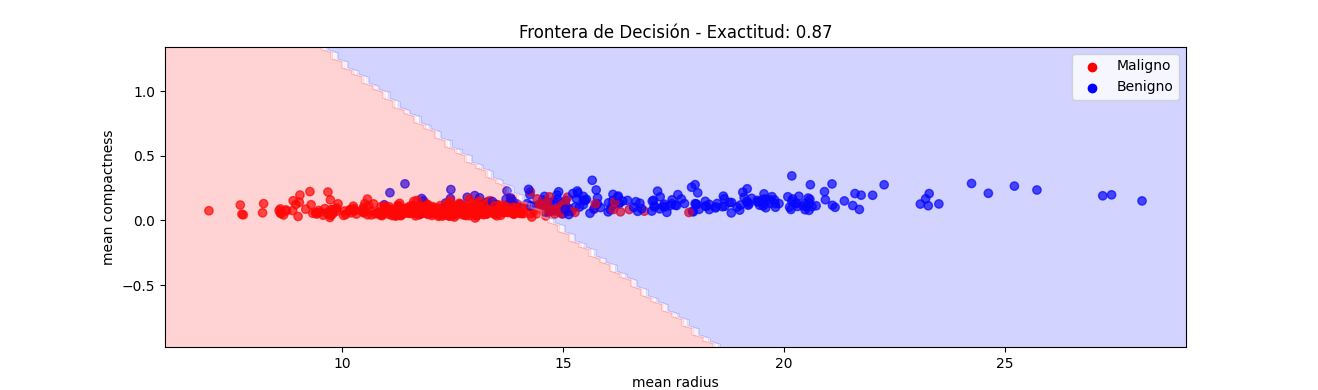 Frontera de Decisión - Exactitud: 0.87
Maligno
Benigno
mean compactness
1.0
0.5
0.0
−0.5
10
15
20
25
mean radius